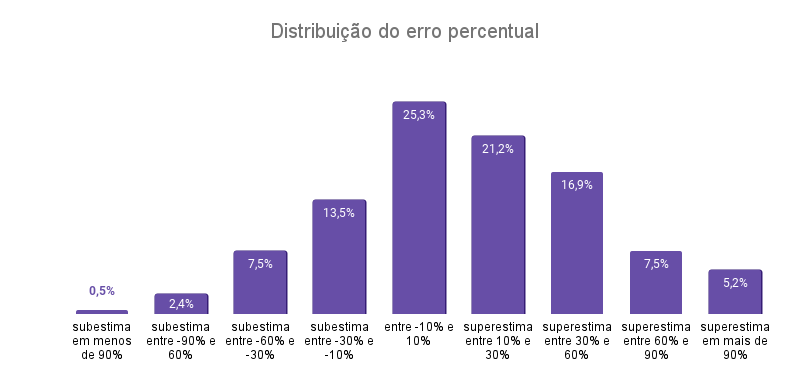 Distribuição do erro percentual
25,3%
21,2%
16,9%
13,5%
7,5%
7,5%
5,2%
0,5%
2,4%
subestima
em menos
de 90%
subestima
entre -90% e
60%
subestima
entre -60% e
-30%
subestima
entre -30% e
-10%
entre -10% e
10%
superestima
entre 10% e
30%
superestima
entre 30% e
60%
superestima
entre 60% e
90%
superestima
em mais de
90%